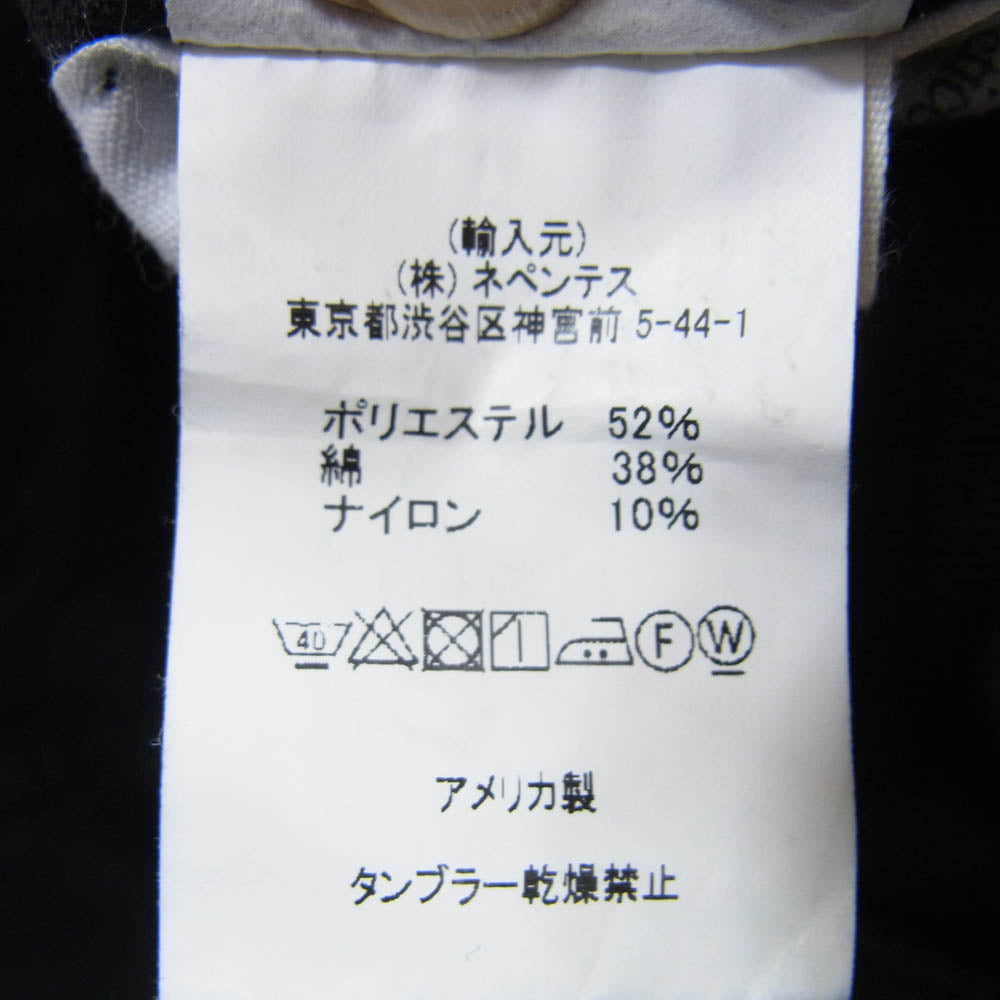 (輸入元)
(株)ネペンテス
東京都渋谷区神宮前 5-44-1
ポリエステル 52%
綿 38%
ナイロン 10%
40 F W
アメリカ製
タンブラー乾燥禁止